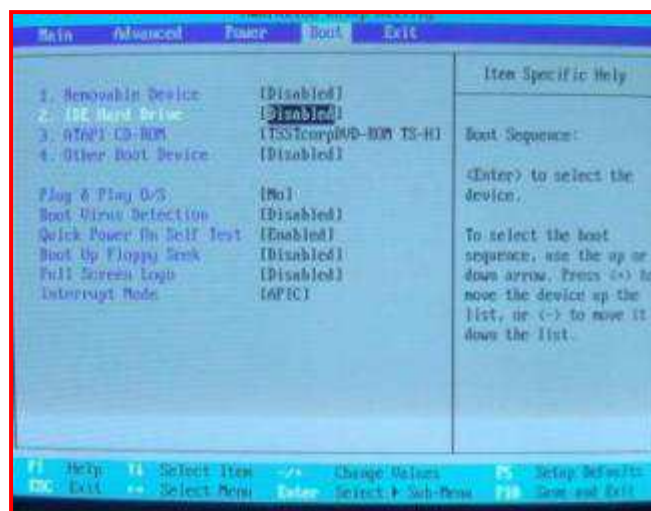 Main Advanced Power Boot Exit
1. Removable Device [Disabled]
2. IDE Hard Drive [Disabled]
3. ATAPI CD-ROM [TSSTcorpDVD-ROM TS-H]
4. Other Boot Device [Disabled]
Plug & Play O/S [No]
Boot Virus Detection [Disabled]
Quick Power On Self Test [Enabled]
Boot Up Floppy Seek [Disabled]
Full Screen Logo [Disabled]
Interrupt Mode [APIC]
Item Specific Help
Boot Sequence:
<Enter> to select the
device.
To select the boot
sequence, use the up or
down arrow. Press <+> to
move the device up the
list, or <-> to move it
down the list.
F1 Help ↑↓ Select Item -/+ Change Values F5 Setup Defaults
ESC Exit ←→ Select Menu Enter Select ▶ Sub-Menu F10 Save and Exit